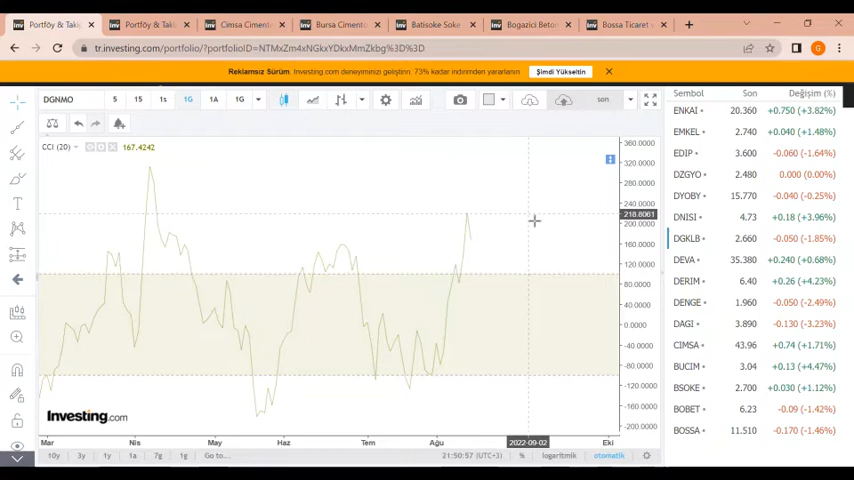 Portföy & Takip
Portföy & Takip
Cimsa Cimento
Bursa Cimento
Batisoke Soke
Bogazici Beton
Bossa Ticaret v
tr.investing.com/portfolio/?portfolioID=NTMxZm4xNGkxYDkxMmZkbg%3D%3D
G
Reklamsız Sürüm: Investing.com deneyiminizi geliştirin. 73% kadar indirimden yararlanın
Şimdi Yükseltin
DGNMO
5
15
1s
1G
1A
1G
son
CCI (20)
167.4242
360.0000
320.0000
280.0000
240.0000
218.8061
200.0000
160.0000
120.0000
80.0000
40.0000
0.0000
-40.0000
-80.0000
-120.0000
-160.0000
-200.0000
Investing.com
Mar
Nis
May
Haz
Tem
Ağu
2022-09-02
Eki
10y
3y
1y
1a
7g
1g
Go to...
21:50:57 (UTC+3)
%
logaritmik
otomatik
Sembol Son Değişim (%)
ENKAI 20.360 +0.750 (+3.82%)
EMKEL 2.740 +0.040 (+1.48%)
EDIP 3.600 -0.060 (-1.64%)
DZGYO 2.480 0.000 (0.00%)
DYOBY 15.770 -0.040 (-0.25%)
DNISI 4.73 +0.18 (+3.96%)
DGKLB 2.660 -0.050 (-1.85%)
DEVA 35.380 +0.240 (+0.68%)
DERIM 6.40 +0.26 (+4.23%)
DENGE 1.960 -0.050 (-2.49%)
DAGI 3.890 -0.130 (-3.23%)
CIMSA 43.96 +0.74 (+1.71%)
BUCIM 3.04 +0.13 (+4.47%)
BSOKE 2.700 +0.030 (+1.12%)
BOBET 6.23 -0.09 (-1.42%)
BOSSA 11.510 -0.170 (-1.46%)